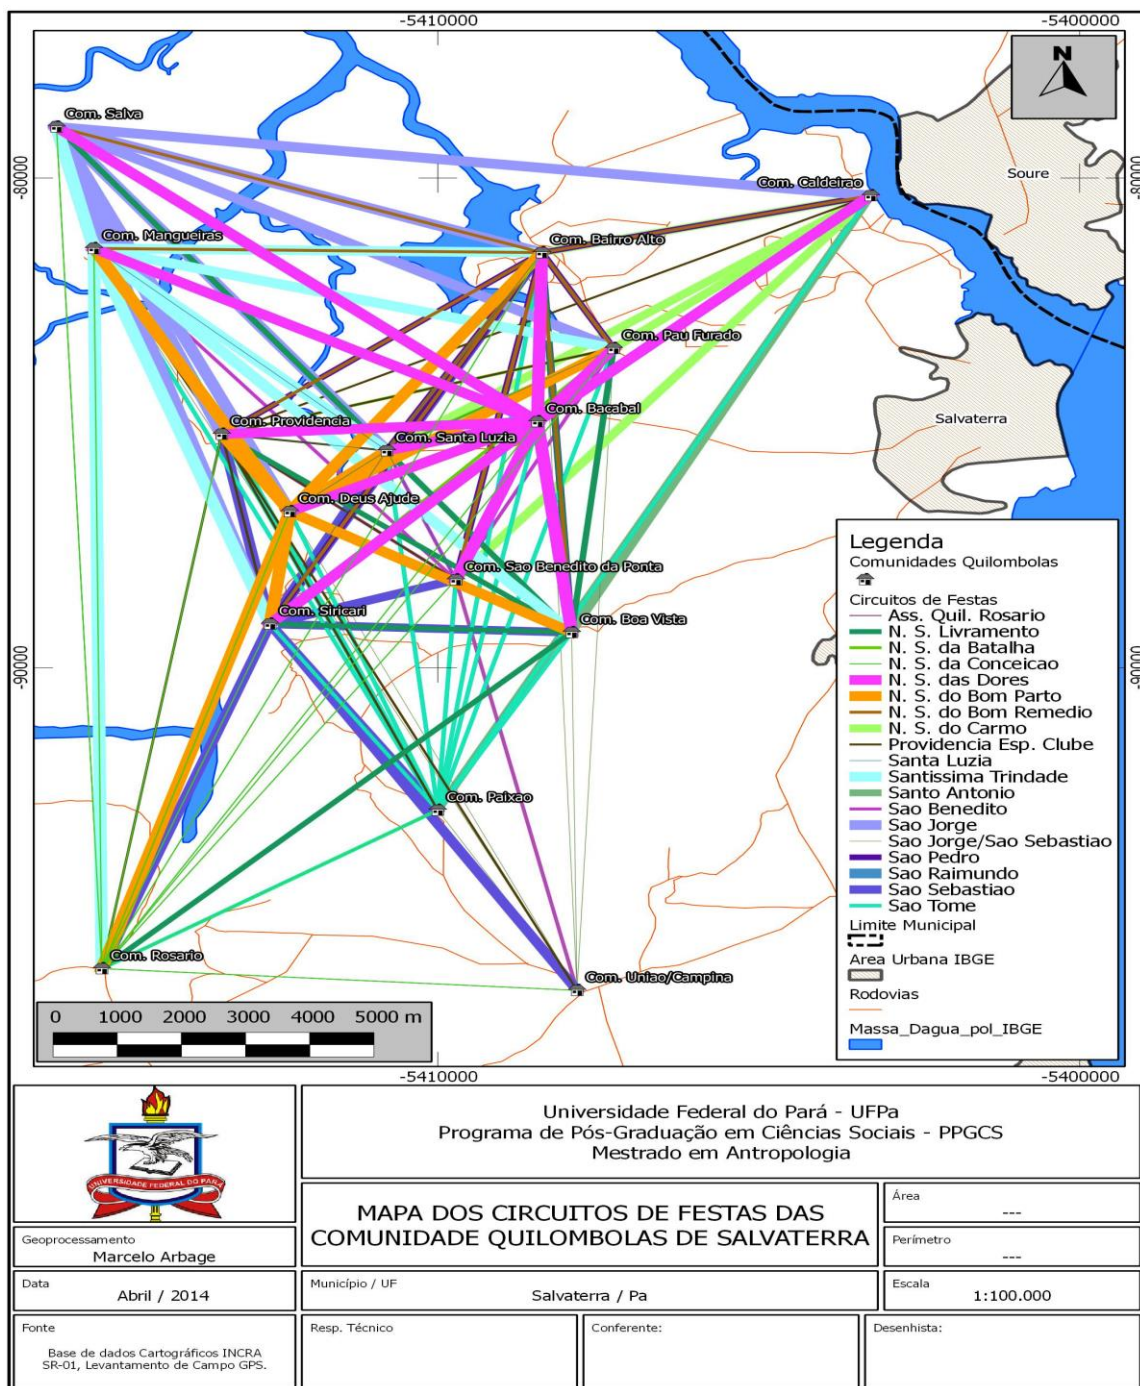 -5410000
-5400000
N
Com. Salva
-80000
-80000
Soure
Com. Caldeirao
Com. Mangueiras
Com. Bairro Alto
Com. Pau Furado
Com. Bacabal
Salvaterra
Com. Providencia
Com. Santa Luzia
Com. Deus Ajude
Com. Sao Benedito da Ponta
Com. Siricari
Com. Boa Vista
-90000
-90000
Com. Paixao
Com. Rosario
Com. Uniao/Campina
Legenda
Comunidades Quilombolas
Circuitos de Festas
Ass. Quil. Rosario
N. S. Livramento
N. S. da Batalha
N. S. da Conceicao
N. S. das Dores
N. S. do Bom Parto
N. S. do Bom Remedio
N. S. do Carmo
Providencia Esp. Clube
Santa Luzia
Santissima Trindade
Santo Antonio
Sao Benedito
Sao Jorge
Sao Jorge/Sao Sebastiao
Sao Pedro
Sao Raimundo
Sao Sebastiao
Sao Tome
Limite Municipal
Area Urbana IBGE
Rodovias
Massa_Dagua_pol_IBGE
0 1000 2000 3000 4000 5000 m
-5410000
-5400000
UNIVERSIDADE FEDERAL DO PARÁ
Universidade Federal do Pará - UFPa
Programa de Pós-Graduação em Ciências Sociais - PPGCS
Mestrado em Antropologia
Geoprocessamento
Marcelo Arbage
MAPA DOS CIRCUITOS DE FESTAS DAS
COMUNIDADE QUILOMBOLAS DE SALVATERRA
Área
---
Perímetro
---
Data
Abril / 2014
Município / UF
Salvaterra / Pa
Escala
1:100.000
Fonte
Base de dados Cartográficos INCRA
SR-01, Levantamento de Campo GPS.
Resp. Técnico
Conferente:
Desenhista: